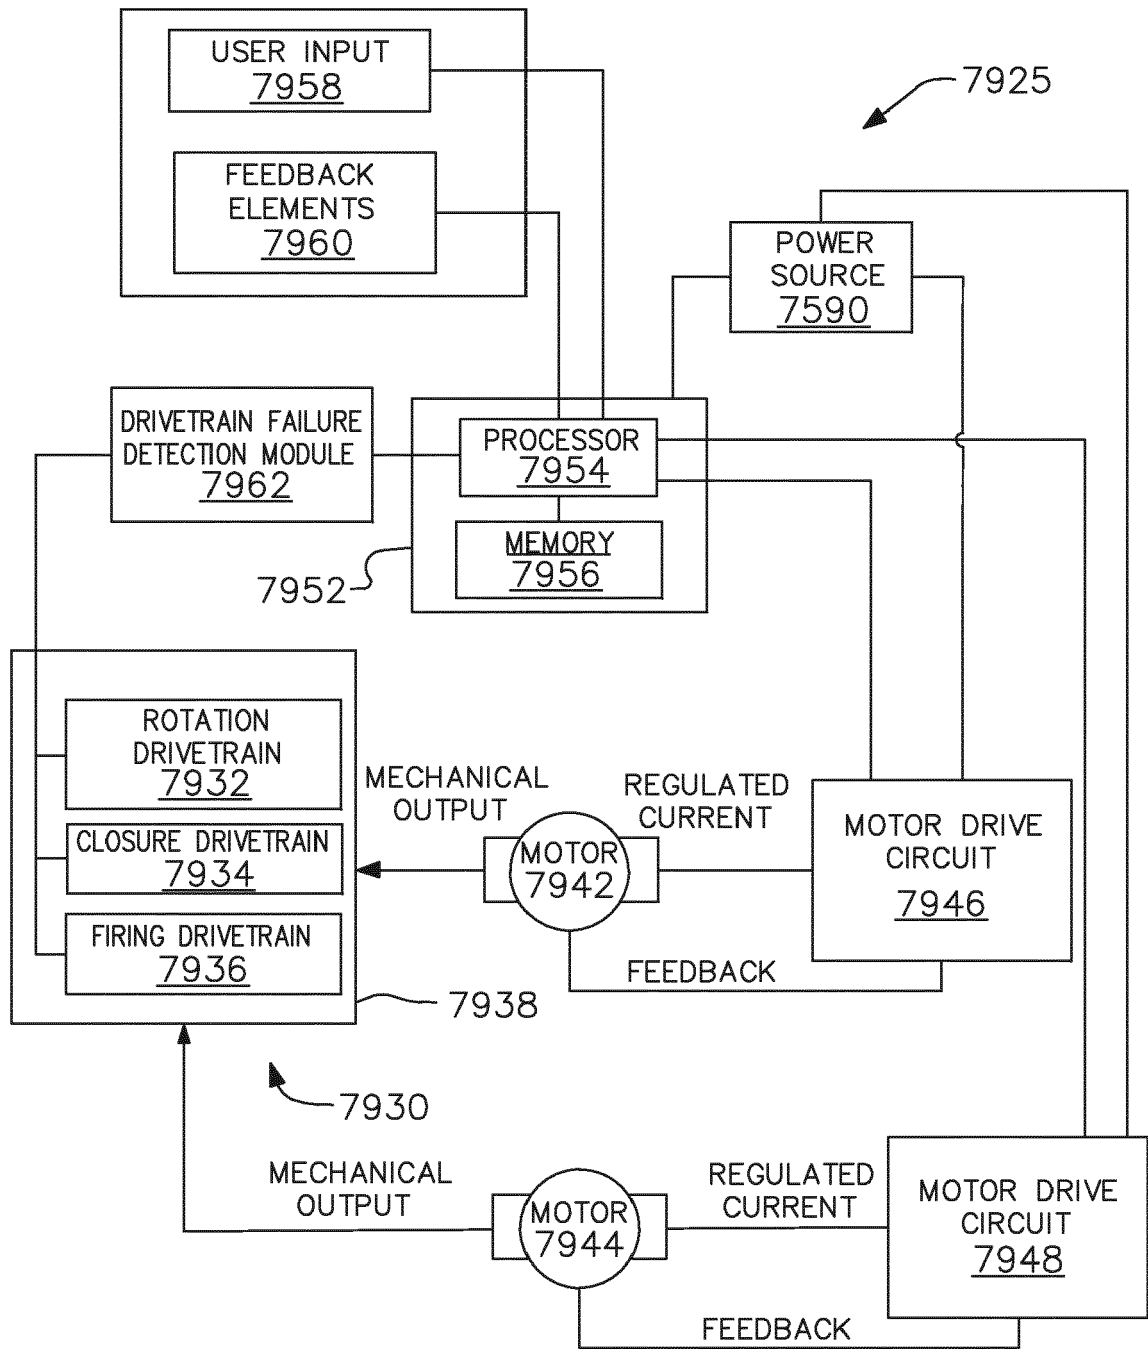 USER INPUT
7958
FEEDBACK
ELEMENTS
7960
7925
POWER
SOURCE
7590
DRIVETRAIN FAILURE
DETECTION MODULE
7962
PROCESSOR
7954
MEMORY
7956
7952
ROTATION
DRIVETRAIN
7932
CLOSURE DRIVETRAIN
7934
FIRING DRIVETRAIN
7936
7938
7930
MECHANICAL
OUTPUT
MOTOR
7942
REGULATED
CURRENT
MOTOR DRIVE
CIRCUIT
7946
FEEDBACK
MECHANICAL
OUTPUT
MOTOR
7944
REGULATED
CURRENT
MOTOR DRIVE
CIRCUIT
7948
FEEDBACK